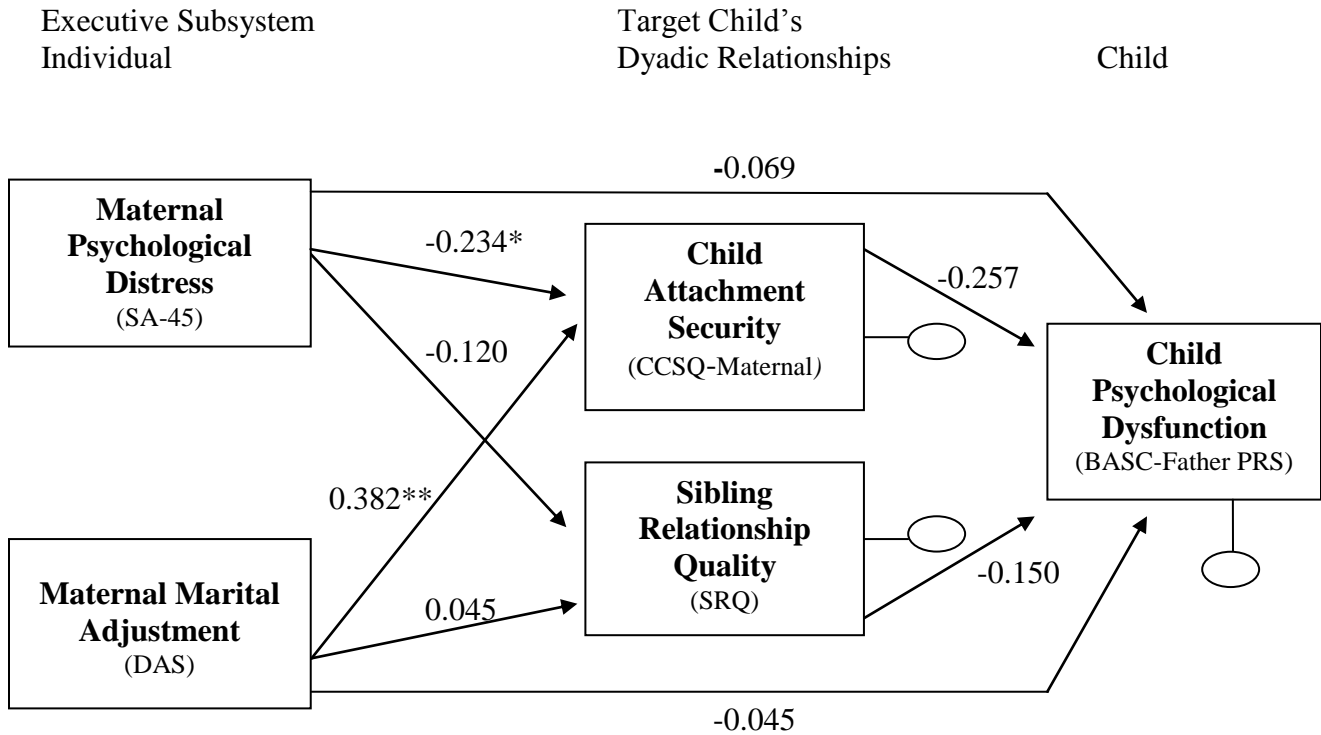 Executive Subsystem
Individual
Target Child’s
Dyadic Relationships
Child
-0.069
Maternal
Psychological
Distress
(SA-45)
-0.234*
-0.120
Child
Attachment
Security
(CCSQ-Maternal)
-0.257
Child
Psychological
Dysfunction
(BASC-Father PRS)
0.382**
Sibling
Relationship
Quality
(SRQ)
-0.150
Maternal Marital
Adjustment
(DAS)
0.045
-0.045